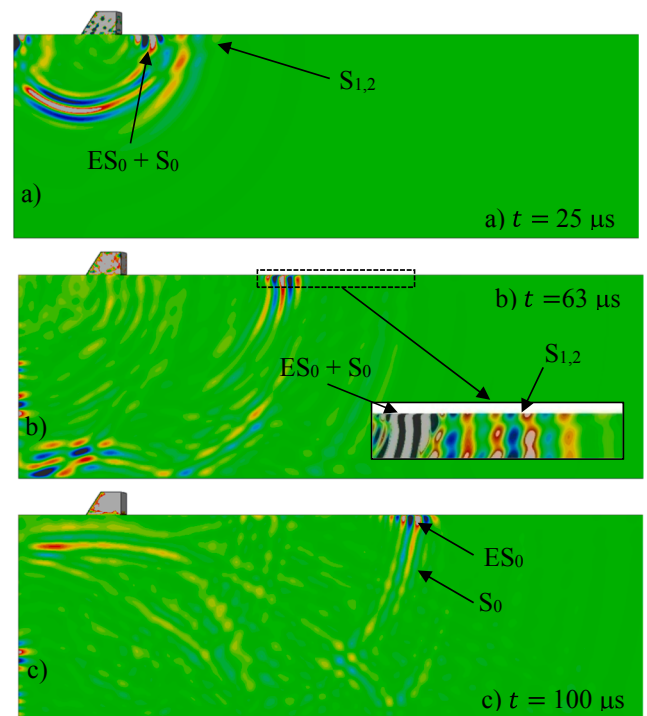 S₁,₂
ES₀ + S₀
a)
a) t = 25 μs
b) t =63 μs
S₁,₂
ES₀ + S₀
b)
ES₀
S₀
c)
c) t = 100 μs